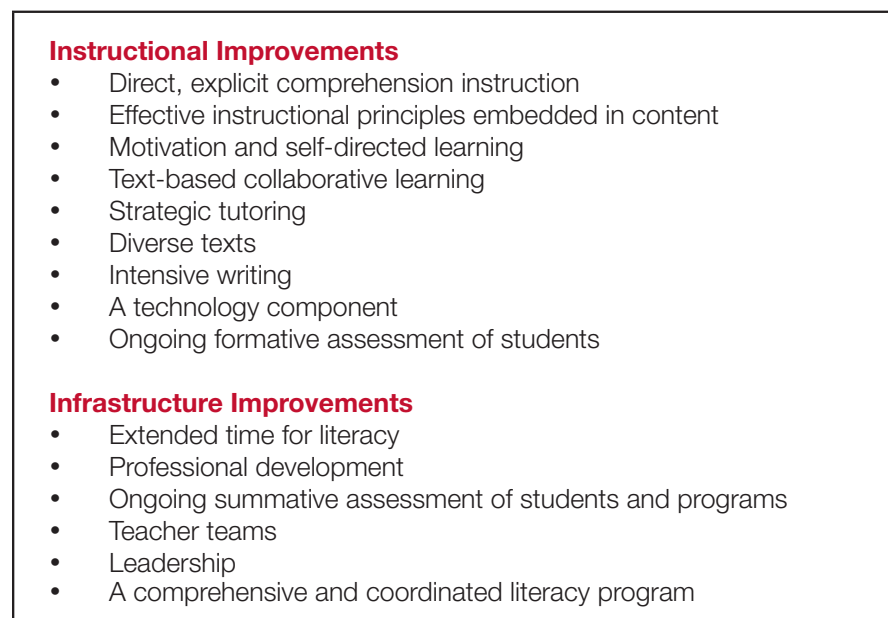 Instructional Improvements
• Direct, explicit comprehension instruction
• Effective instructional principles embedded in content
• Motivation and self-directed learning
• Text-based collaborative learning
• Strategic tutoring
• Diverse texts
• Intensive writing
• A technology component
• Ongoing formative assessment of students
Infrastructure Improvements
• Extended time for literacy
• Professional development
• Ongoing summative assessment of students and programs
• Teacher teams
• Leadership
• A comprehensive and coordinated literacy program